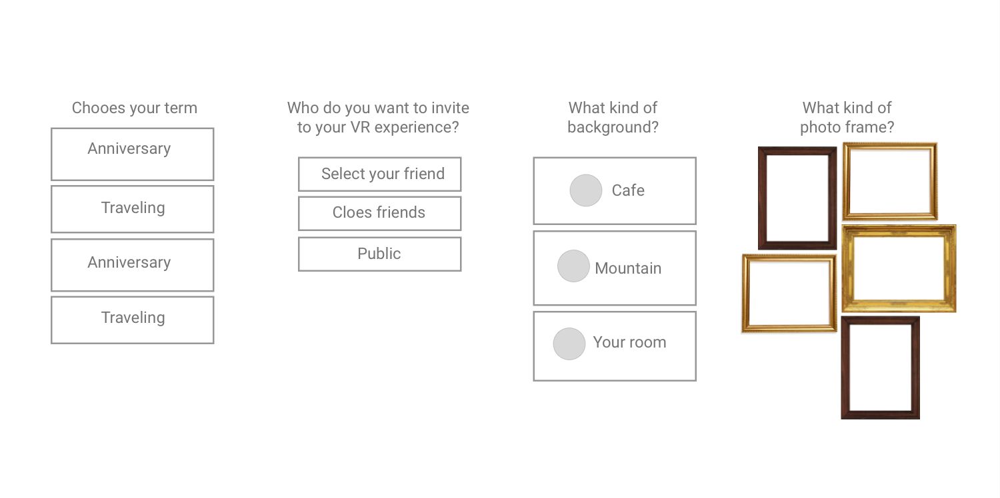 Chooes your term
Anniversary
Traveling
Anniversary
Traveling
Who do you want to invite
to your VR experience?
Select your friend
Cloes friends
Public
What kind of
background?
Cafe
Mountain
Your room
What kind of
photo frame?